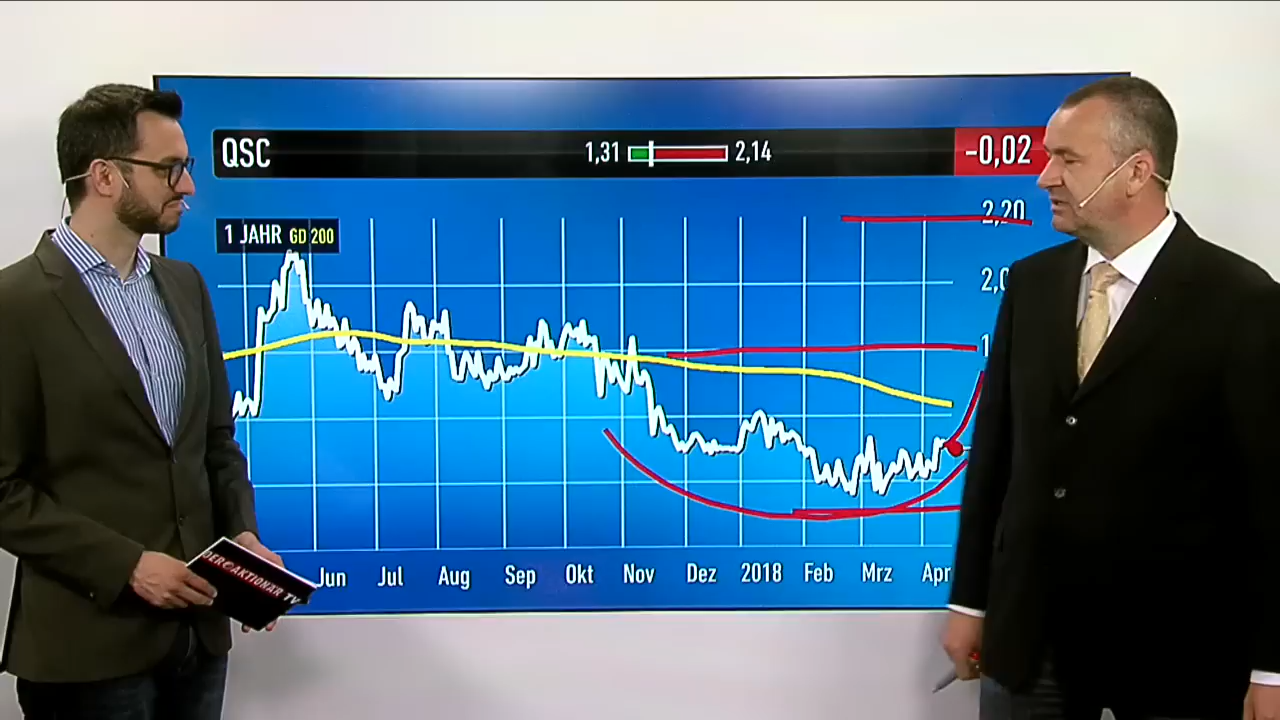 QSC 1,31 2,14 -0,02
2,20
1 JAHR GD 200
Jun Jul Aug Sep Okt Nov Dez 2018 Feb Mrz Apr
DER AKTIONÄR TV